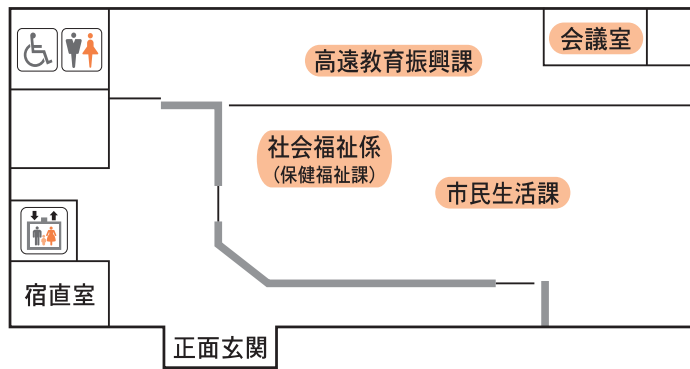 会議室
高遠教育振興課
社会福祉係
（保健福祉課）
市民生活課
宿直室
正面玄関